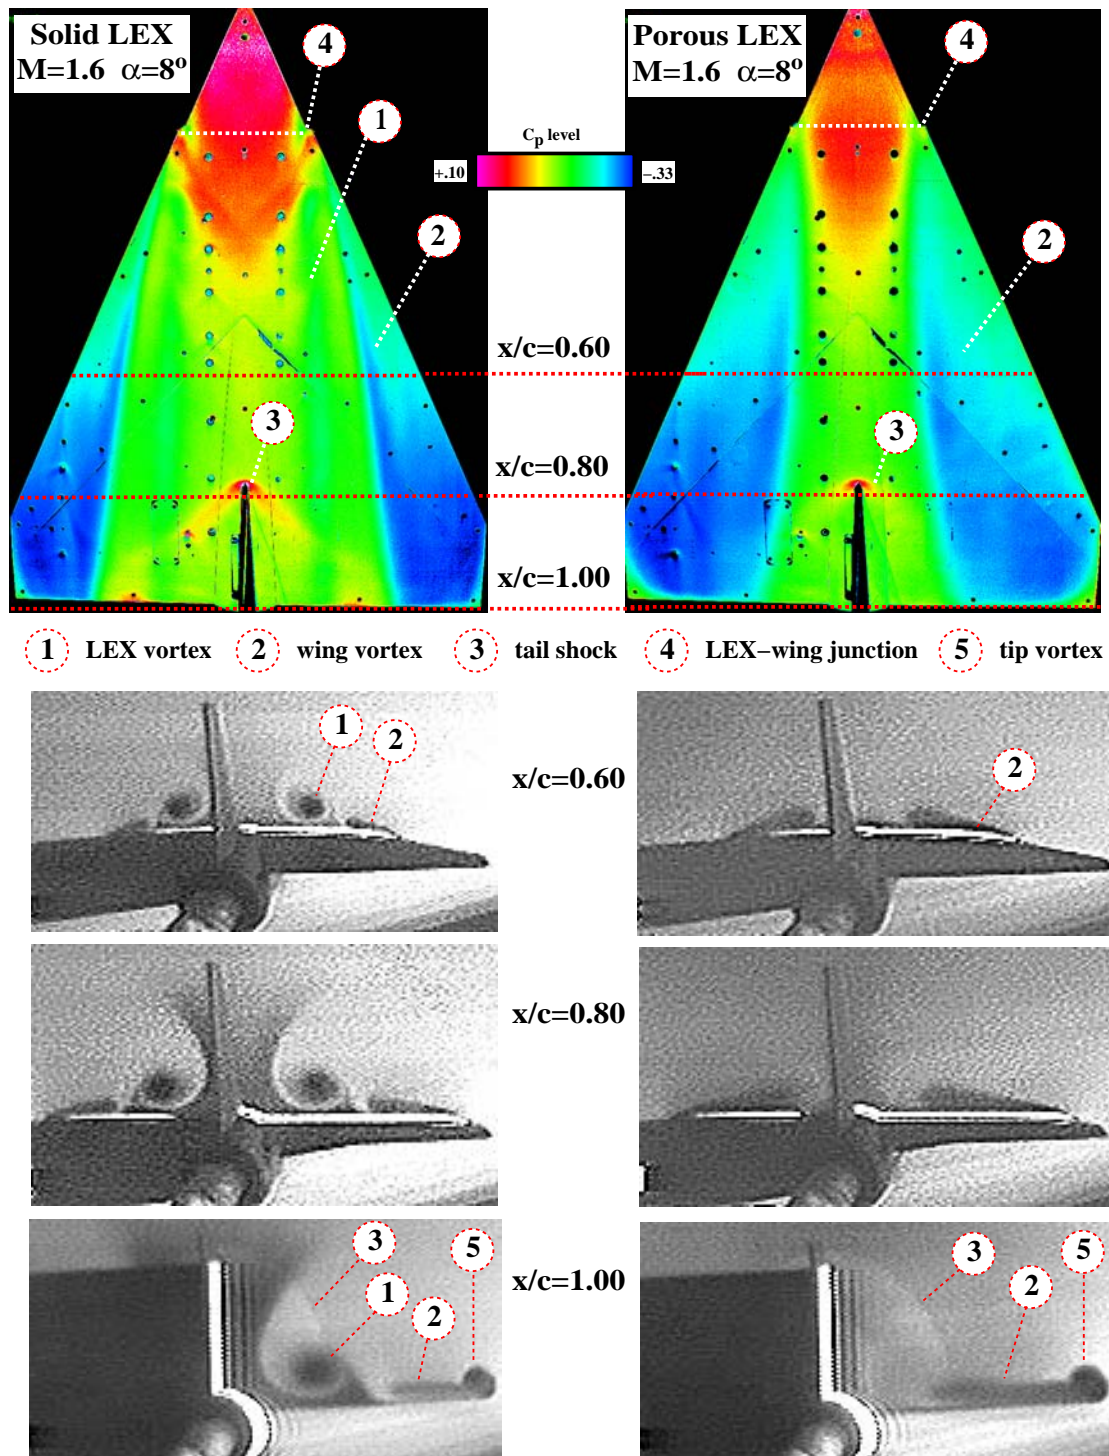 Solid LEX
M=1.6 α=8º
4
1
2
3
Cp level
+.10
−.33
Porous LEX
M=1.6 α=8º
4
2
3
x/c=0.60
x/c=0.80
x/c=1.00
1 LEX vortex 2 wing vortex 3 tail shock 4 LEX−wing junction 5 tip vortex
1
2
x/c=0.60
2
x/c=0.80
3
5
1
2
x/c=1.00
3
5
2